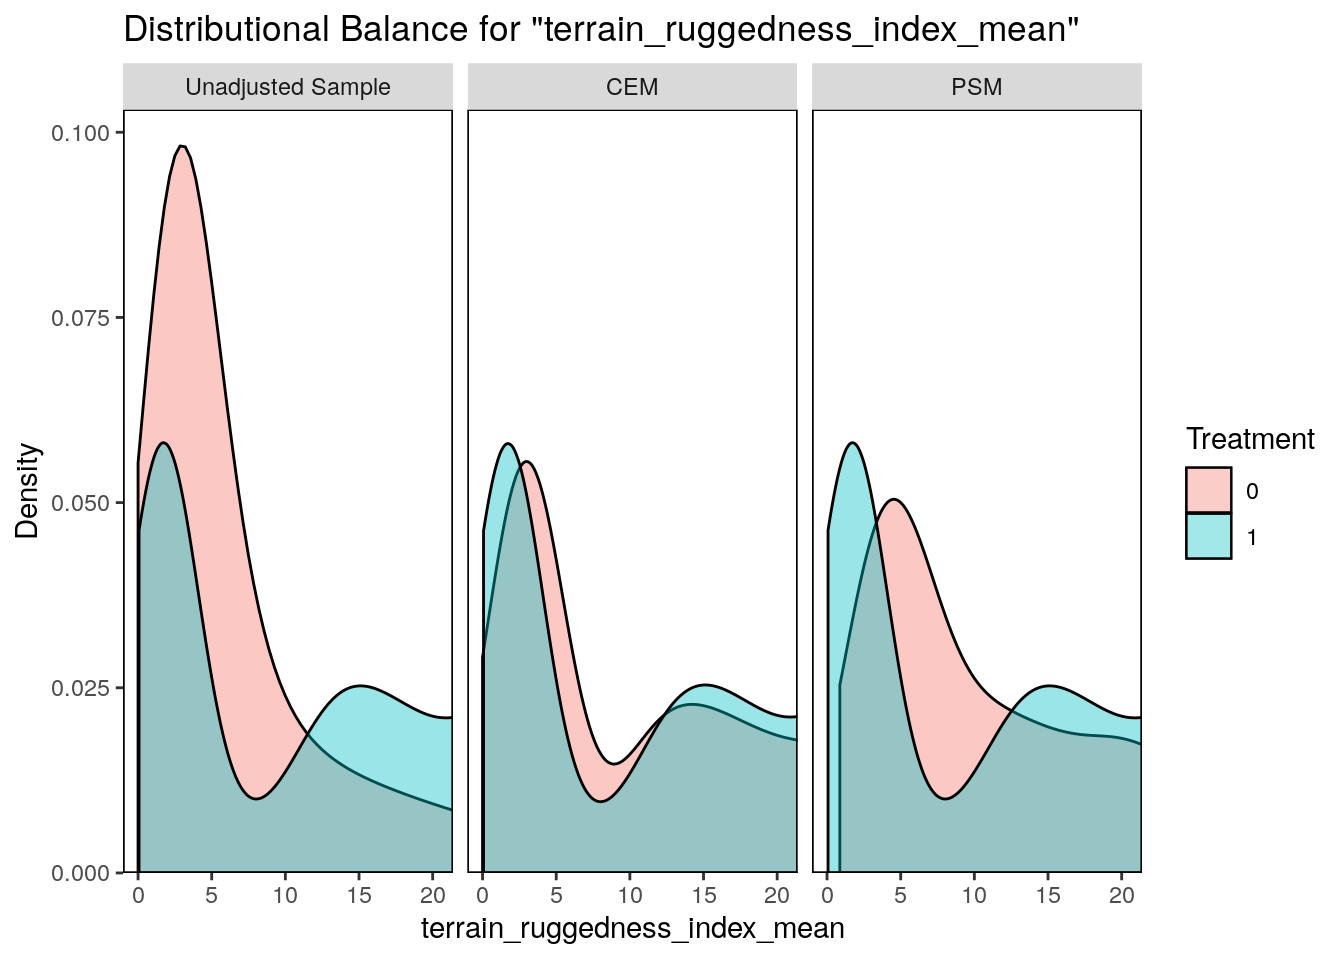 Distributional Balance for "terrain_ruggedness_index_mean"
Unadjusted Sample
CEM
PSM
0.100
0.075
0.050
0.025
0.000
Density
0 5 10 15 20
0 5 10 15 20
0 5 10 15 20
terrain_ruggedness_index_mean
Treatment
0
1